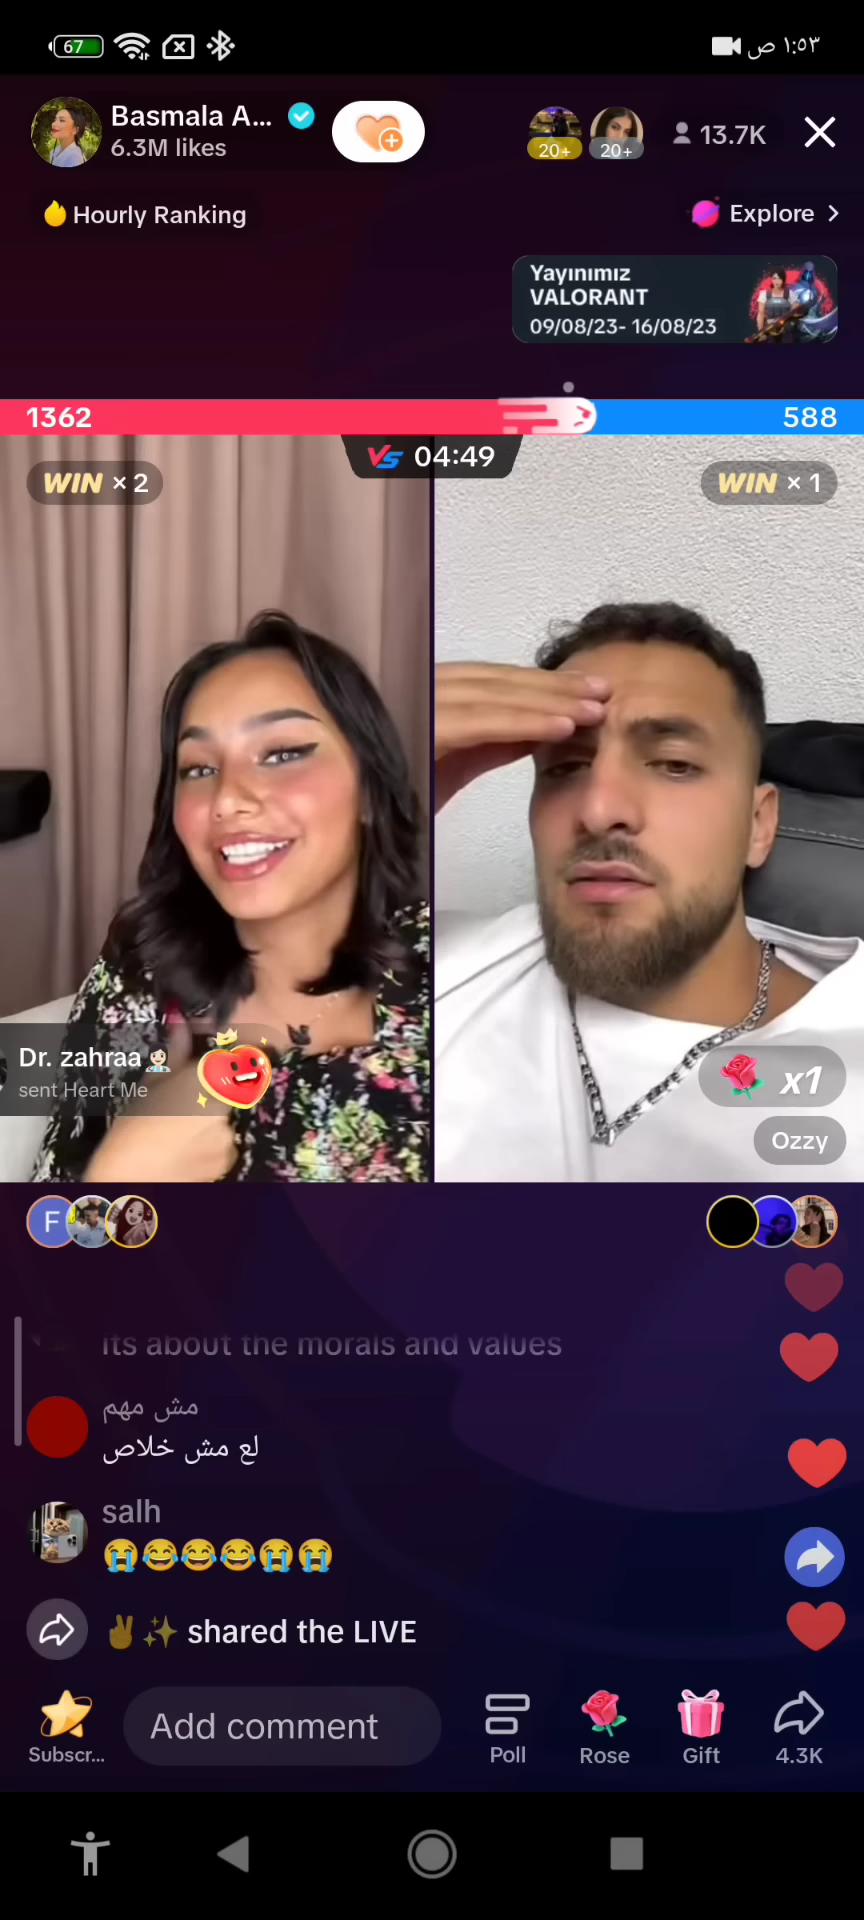 67
١:٥٣ ص
Basmala A...
6.3M likes
20+
20+
13.7K
Hourly Ranking
Explore >
Yayınımız
VALORANT
09/08/23- 16/08/23
1362
588
VS 04:49
WIN × 2
WIN × 1
Dr. zahraa
sent Heart Me
x1
Ozzy
F
its about the morals and values
مش مهم
لع مش خلاص
salh
😭😂😂😂😭😭
✌🏾✨ shared the LIVE
Subscr...
Add comment
Poll
Rose
Gift
4.3K